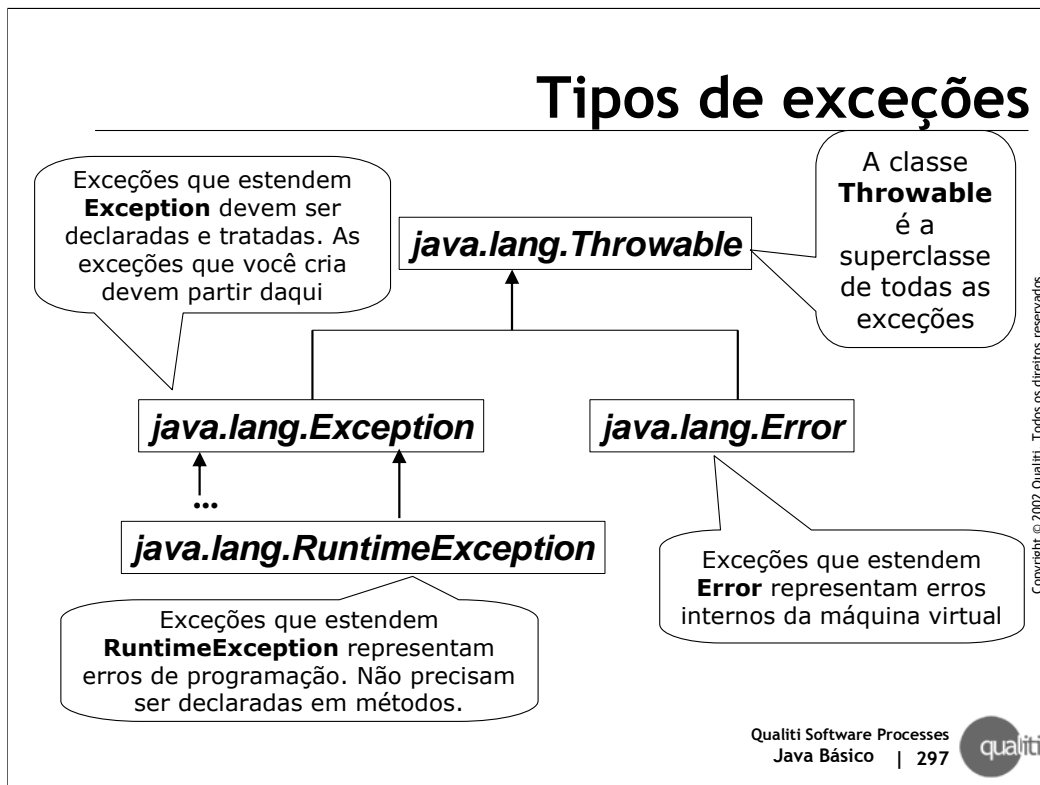 Tipos de exceções
Exceções que estendem
Exception devem ser
declaradas e tratadas. As
exceções que você cria
devem partir daqui
java.lang.Throwable
A classe
Throwable
é a
superclasse
de todas as
exceções
java.lang.Exception
java.lang.Error
...
java.lang.RuntimeException
Exceções que estendem
RuntimeException representam
erros de programação. Não precisam
ser declaradas em métodos.
Exceções que estendem
Error representam erros
internos da máquina virtual
Copyright © 2002 Qualiti. Todos os direitos reservados
Qualiti Software Processes
Java Básico | 297
qualiti